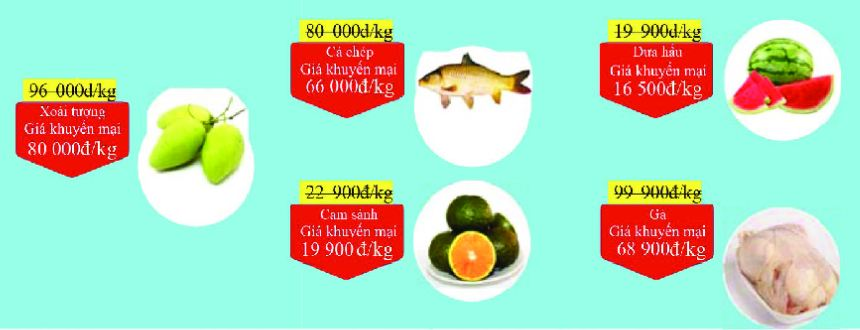 96 000đ/kg
Xoài tượng
Giá khuyến mại
80 000đ/kg
80 000đ/kg
Cá chép
Giá khuyến mại
66 000đ/kg
22 900đ/kg
Cam sành
Giá khuyến mại
19 900đ/kg
19 900đ/kg
Dưa hấu
Giá khuyến mại
16 500đ/kg
99 900đ/kg
Gà
Giá khuyến mại
68 900đ/kg